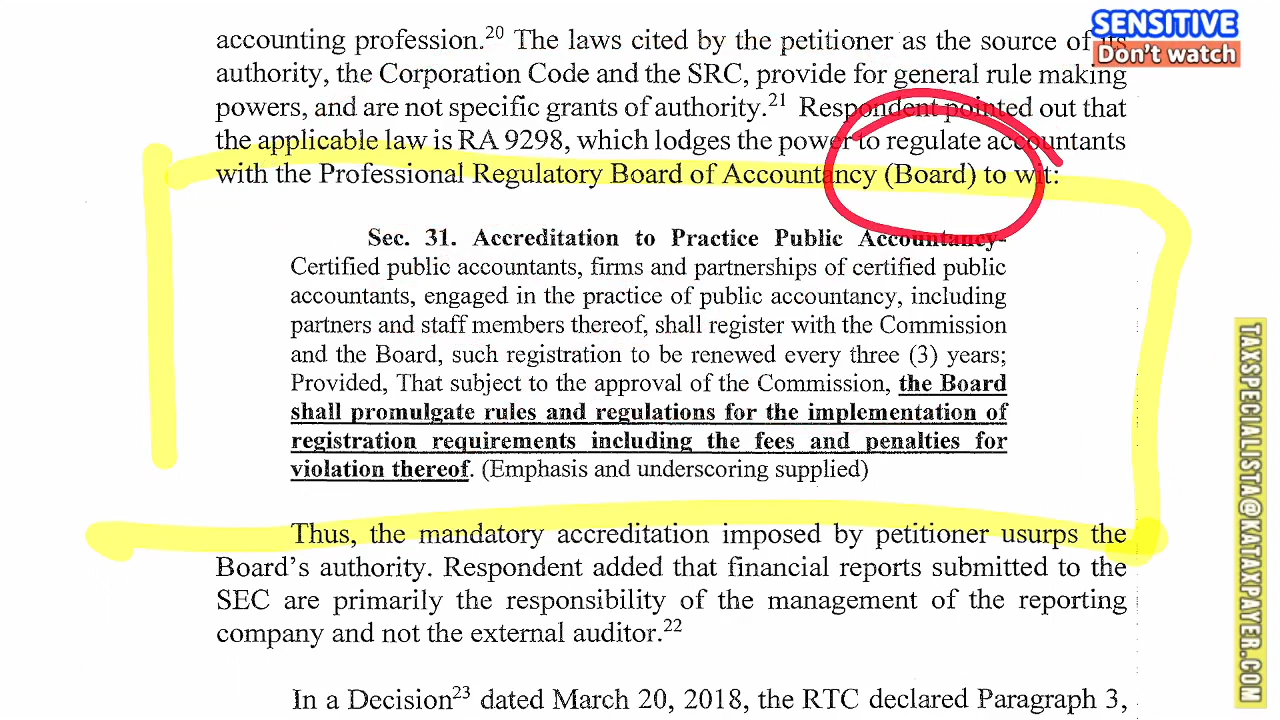 SENSITIVE
Don't watch
accounting profession.20 The laws cited by the petitioner as the source of its
authority, the Corporation Code and the SRC, provide for general rule making
powers, and are not specific grants of authority.21 Respondent pointed out that
the applicable law is RA 9298, which lodges the power to regulate accountants
with the Professional Regulatory Board of Accountancy (Board) to wit:
Sec. 31. Accreditation to Practice Public Accountancy-
Certified public accountants, firms and partnerships of certified public
accountants, engaged in the practice of public accountancy, including
partners and staff members thereof, shall register with the Commission
and the Board, such registration to be renewed every three (3) years;
Provided, That subject to the approval of the Commission, the Board
shall promulgate rules and regulations for the implementation of
registration requirements including the fees and penalties for
violation thereof. (Emphasis and underscoring supplied)
Thus, the mandatory accreditation imposed by petitioner usurps the
Board's authority. Respondent added that financial reports submitted to the
SEC are primarily the responsibility of the management of the reporting
company and not the external auditor.22
In a Decision23 dated March 20, 2018, the RTC declared Paragraph 3,
TAXSPECIALISTA@KATAXPAYER.COM